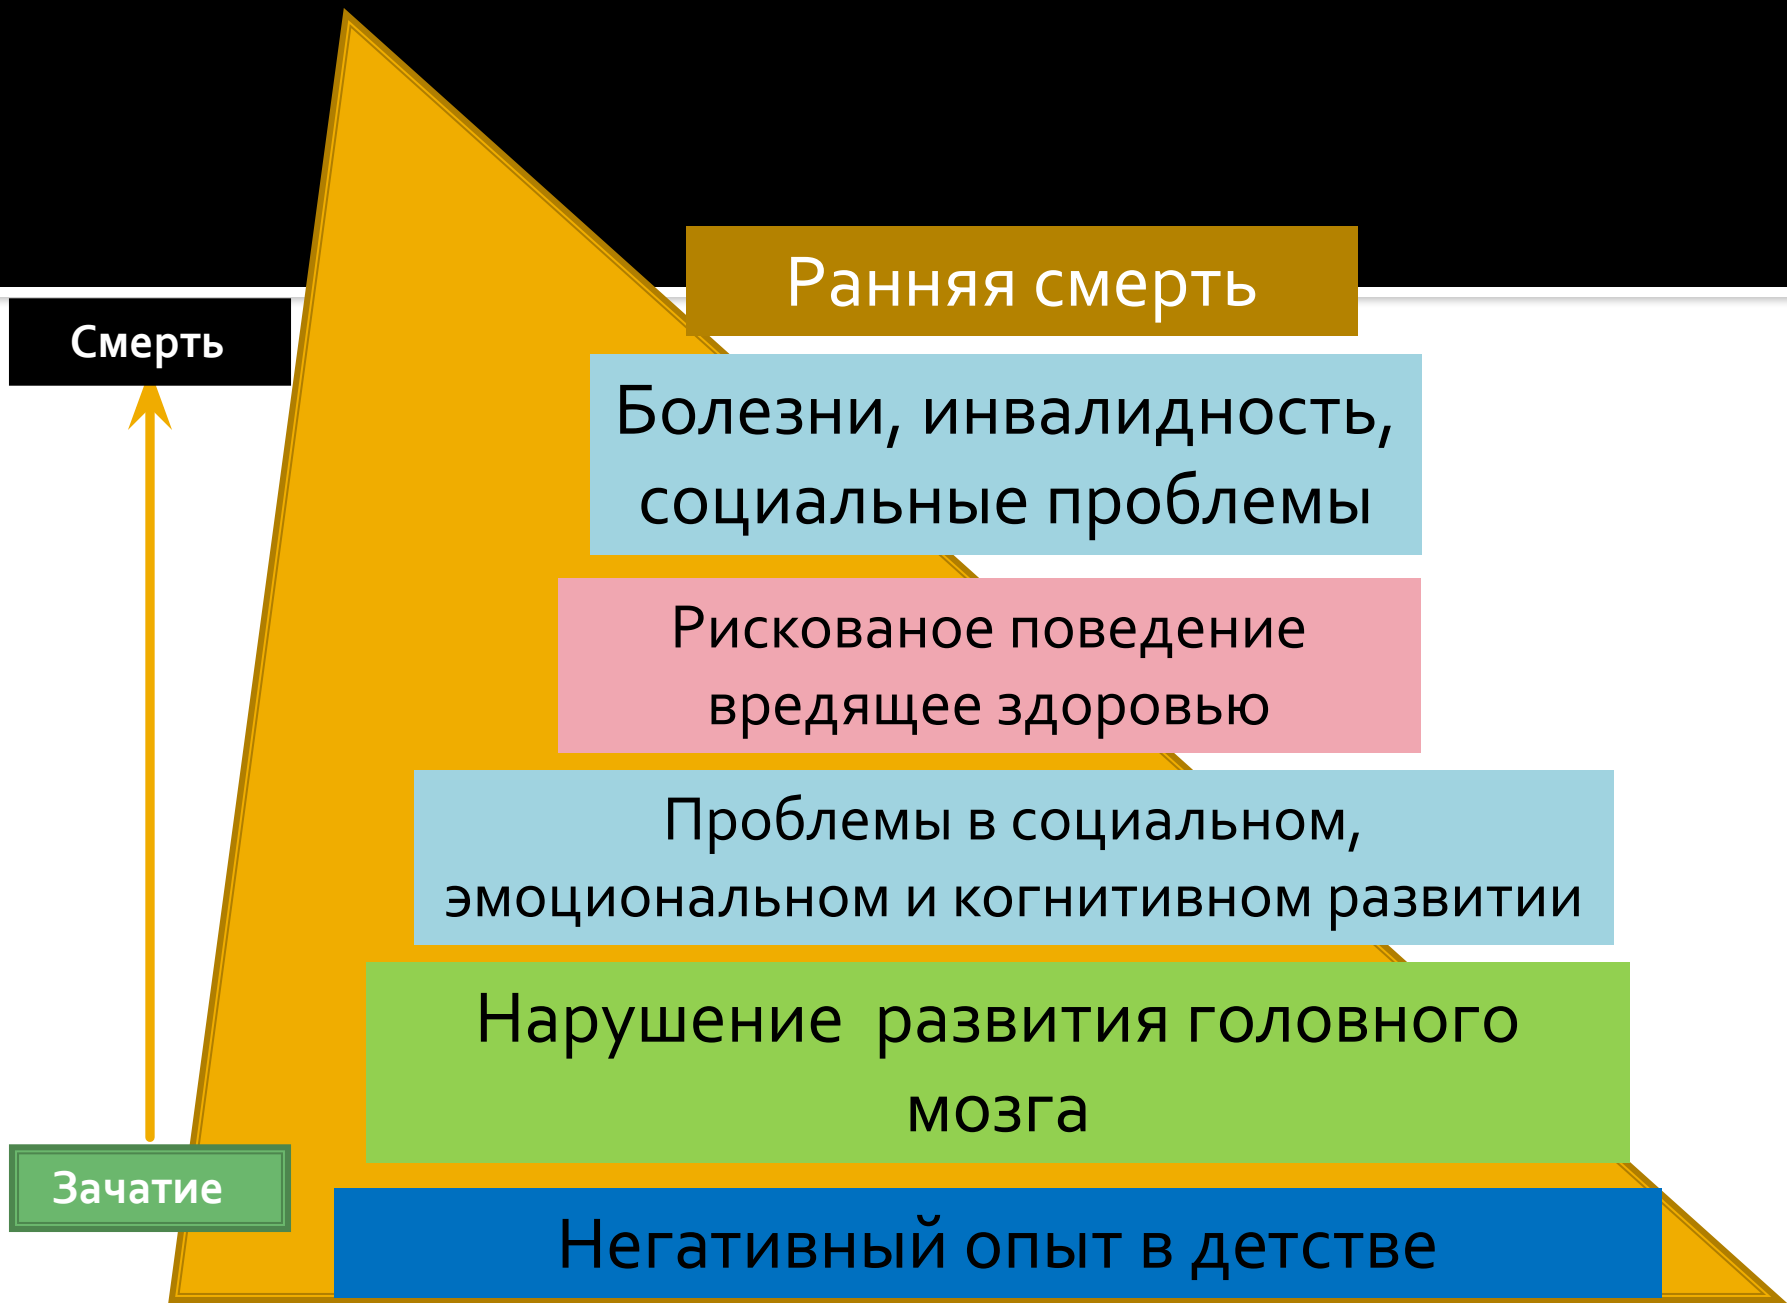 Ранняя смерть
Смерть
Болезни, инвалидность,
социальные проблемы
Рискованое поведение
вредящее здоровью
Проблемы в социальном,
эмоциональном и когнитивном развитии
Нарушение  развития головного
мозга
Зачатие
Негативный опыт в детстве